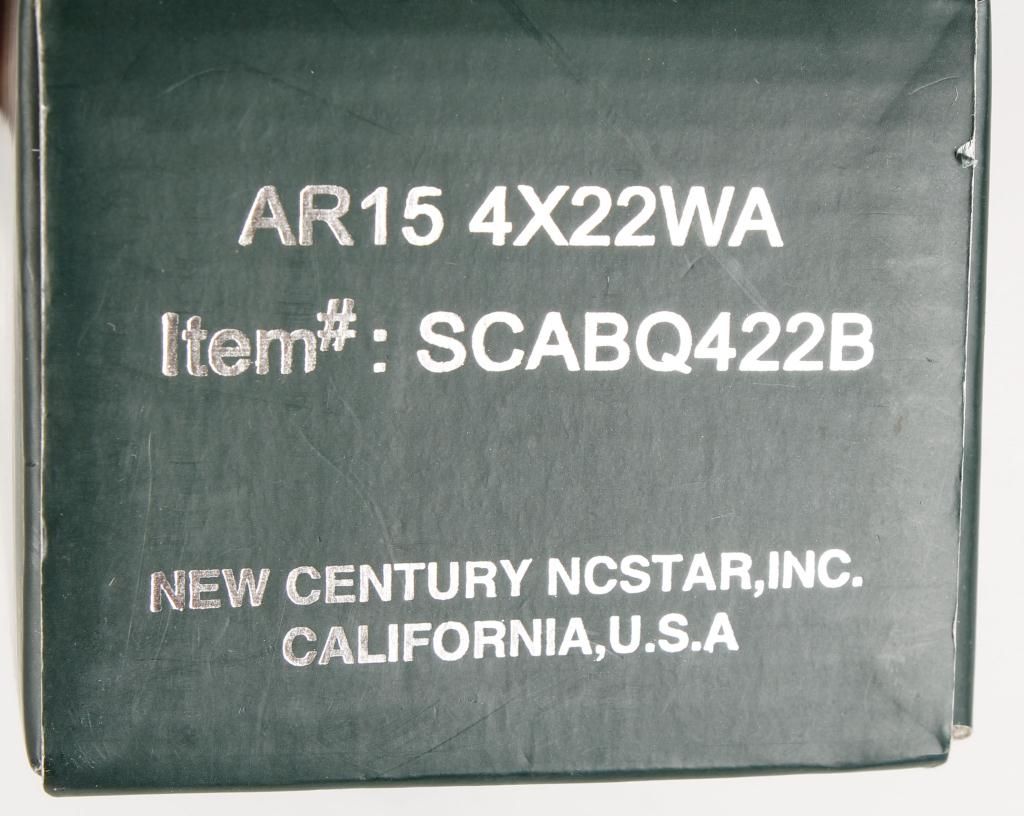 AR15 4X22WA
Item#: SCABQ422B
NEW CENTURY NCSTAR,INC.
CALIFORNIA,U.S.A